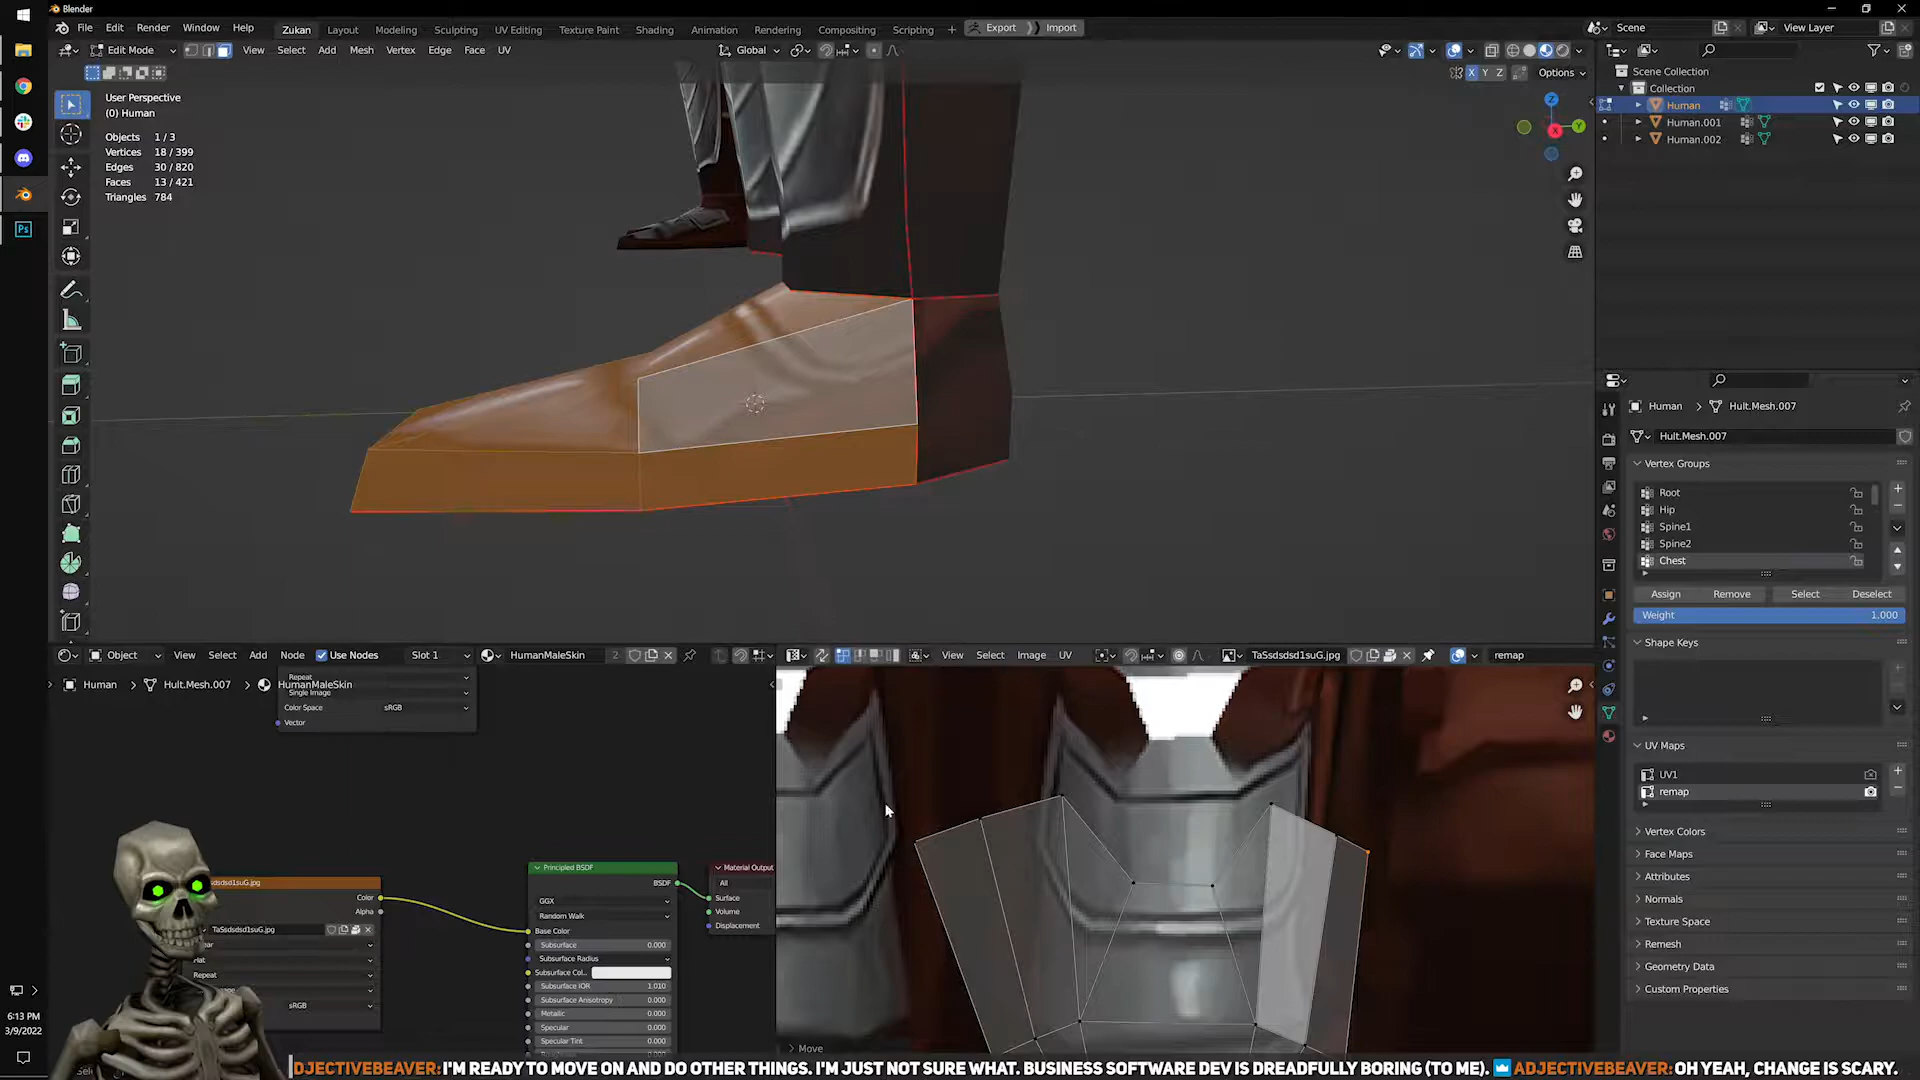 Blender
File Edit Render Window Help Zukan Layout Modeling Sculpting UV Editing Texture Paint Shading Animation Rendering Compositing Scripting + Export Import Scene View Layer
Edit Mode View Select Add Mesh Vertex Edge Face UV Global
X Y Z Options
User Perspective
(0) Human
Objects 1 / 3
Vertices 18 / 399
Edges 30 / 820
Faces 13 / 421
Triangles 784
Z
Y
X
Scene Collection
Collection
Human
Human.001
Human.002
Human > Hult.Mesh.007
Hult.Mesh.007
Vertex Groups
Root
Hip
Spine1
Spine2
Chest
Assign Remove Select Deselect
Weight 1.000
Shape Keys
UV Maps
UV1
remap
Vertex Colors
Face Maps
Attributes
Normals
Texture Space
Remesh
Geometry Data
Custom Properties
Object View Select Add Node Use Nodes Slot 1 HumanMaleSkin 2
View Select Image UV TaSsdsdsd1suG.jpg remap
Human > Hult.Mesh.007 > HumanMaleSkin
Repeat
Single Image
Color Space sRGB
Vector
sdsdsd1suG.jpg
Color
Alpha
TaSsdsdsd1suG.jpg
Repeat
sRGB
Principled BSDF
BSDF
GGX
Random Walk
Base Color
Subsurface 0.000
Subsurface Radius
Subsurface Col..
Subsurface IOR 1.010
Subsurface Anisotropy 0.000
Metallic 0.000
Specular 0.000
Specular Tint 0.000
Material Output
All
Surface
Volume
Displacement
Move
6:13 PM
3/9/2022
DJECTIVEBEAVER: I'M READY TO MOVE ON AND DO OTHER THINGS. I'M JUST NOT SURE WHAT. BUSINESS SOFTWARE DEV IS DREADFULLY BORING (TO ME). ADJECTIVEBEAVER: OH YEAH, CHANGE IS SCARY.